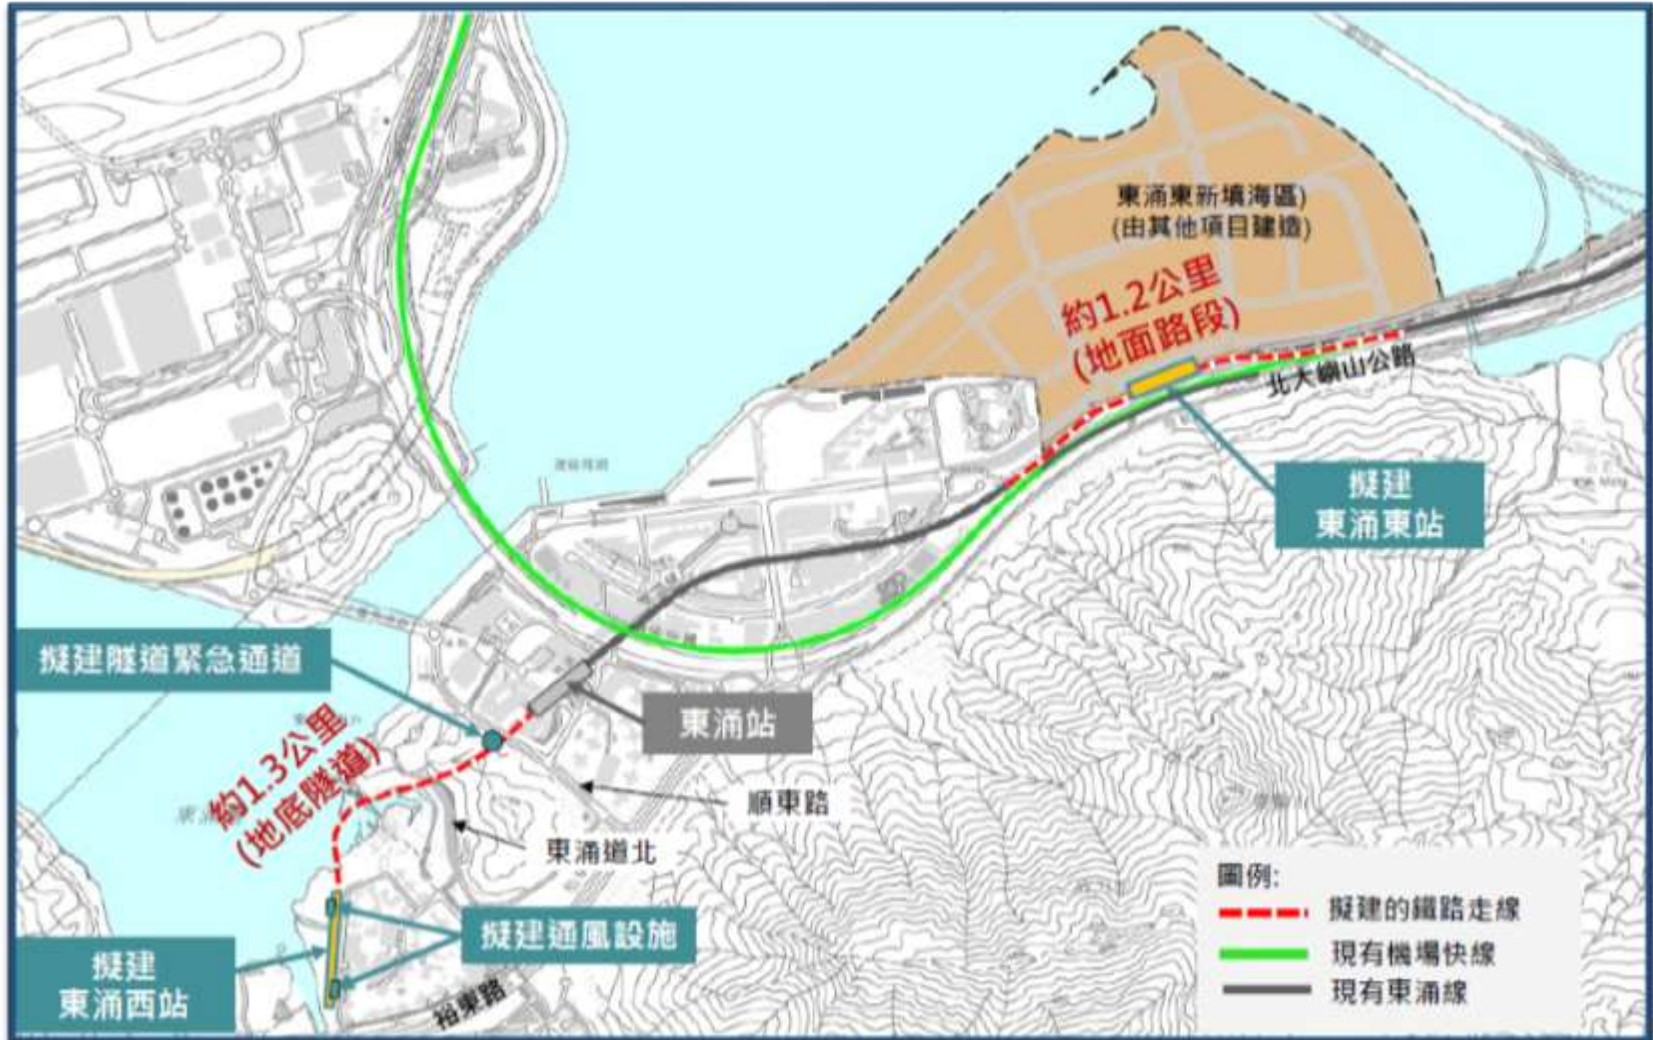 東涌東新填海區)
(由其他項目建造)
約1.2公里
(地面路段)
北大嶼山公路
擬建
東涌東站
擬建隧道緊急通道
東涌站
約1.3公里
(地底隧道)
順東路
東涌道北
擬建通風設施
擬建
東涌西站
裕東路
圖例:
擬建的鐵路走線
現有機場快線
現有東涌線